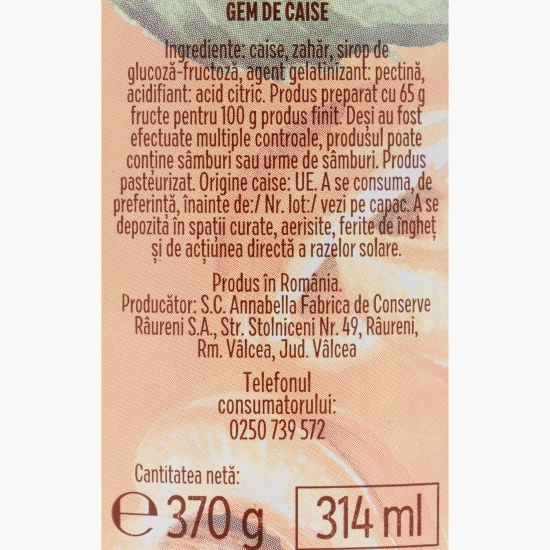 GEM DE CAISE
Ingrediente: caise, zahăr, sirop de
glucoză-fructoză, agent gelatinizant: pectină,
acidifiant: acid citric. Produs preparat cu 65 g
fructe pentru 100 g produs finit. Deși au fost
efectuate multiple controale, produsul poate
conține sâmburi sau urme de sâmburi. Produs
pasteurizat. Origine caise: UE. A se consuma, de
preferință, înainte de:/ Nr. lot:/ vezi pe capac. A se
depozită în spații curate, aerisite, ferite de îngheț
și de acțiunea directă a razelor solare.
Produs în România.
Producător: S.C. Annabella Fabrica de Conserve
Râureni S.A., Str. Stolniceni Nr. 49, Râureni,
Rm. Vâlcea, Jud. Vâlcea
Telefonul
consumatorului:
0250 739 572
Cantitatea netă:
℮ 370 g 314 ml